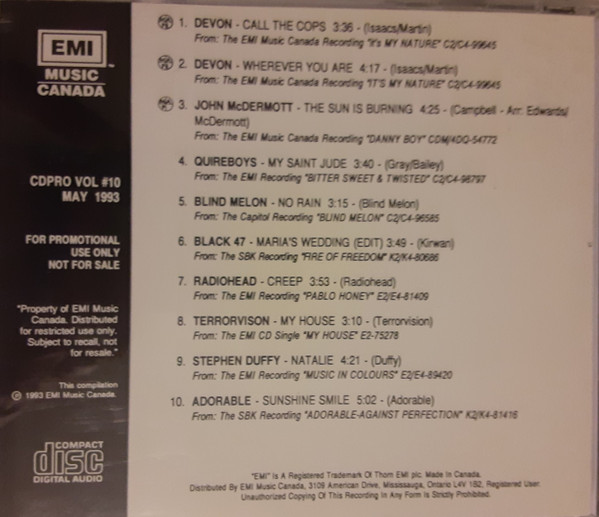 EMI
MUSIC
CANADA
CDPRO VOL #10
MAY 1993
FOR PROMOTIONAL
USE ONLY
NOT FOR SALE
"Property of EMI Music
Canada. Distributed
for restricted use only.
Subject to recall, not
for resale."
This compilation
℗ 1993 EMI Music Canada.
COMPACT
disc
DIGITAL AUDIO
1. DEVON - CALL THE COPS 3:36 - (Isaacs/Martin)
From: The EMI Music Canada Recording "It's MY NATURE" C2/C4-99645
2. DEVON - WHEREVER YOU ARE 4:17 - (Isaacs/Martin)
From: The EMI Music Canada Recording "IT'S MY NATURE" C2/C4-99645
3. JOHN McDERMOTT - THE SUN IS BURNING 4:25 - (Campbell - Arr. Edwards/
McDermott)
From: The EMI Music Canada Recording "DANNY BOY" CDM/4DQ-54772
4. QUIREBOYS - MY SAINT JUDE 3:40 - (Gray/Bailey)
From: The EMI Recording "BITTER SWEET & TWISTED" C2/C4-98797
5. BLIND MELON - NO RAIN 3:15 - (Blind Melon)
From: The Capitol Recording "BLIND MELON" C2/C4-96585
6. BLACK 47 - MARIA'S WEDDING (EDIT) 3:49 - (Kirwan)
From: The SBK Recording "FIRE OF FREEDOM" K2/K4-80686
7. RADIOHEAD - CREEP 3:53 - (Radiohead)
From: The EMI Recording "PABLO HONEY" E2/E4-81409
8. TERRORVISON - MY HOUSE 3:10 - (Terrorvision)
From: The EMI CD Single "MY HOUSE" E2-75278
9. STEPHEN DUFFY - NATALIE 4:21 - (Duffy)
From: The EMI Recording "MUSIC IN COLOURS" E2/E4-89420
10. ADORABLE - SUNSHINE SMILE 5:02 - (Adorable)
From: The SBK Recording "ADORABLE-AGAINST PERFECTION" K2/K4-81416
"EMI" Is A Registered Trademark Of Thorn EMI plc. Made In Canada.
Distributed By EMI Music Canada, 3109 American Drive, Mississauga, Ontario L4V 1B2, Registered User.
Unauthorized Copying Of This Recording In Any Form Is Strictly Prohibited.